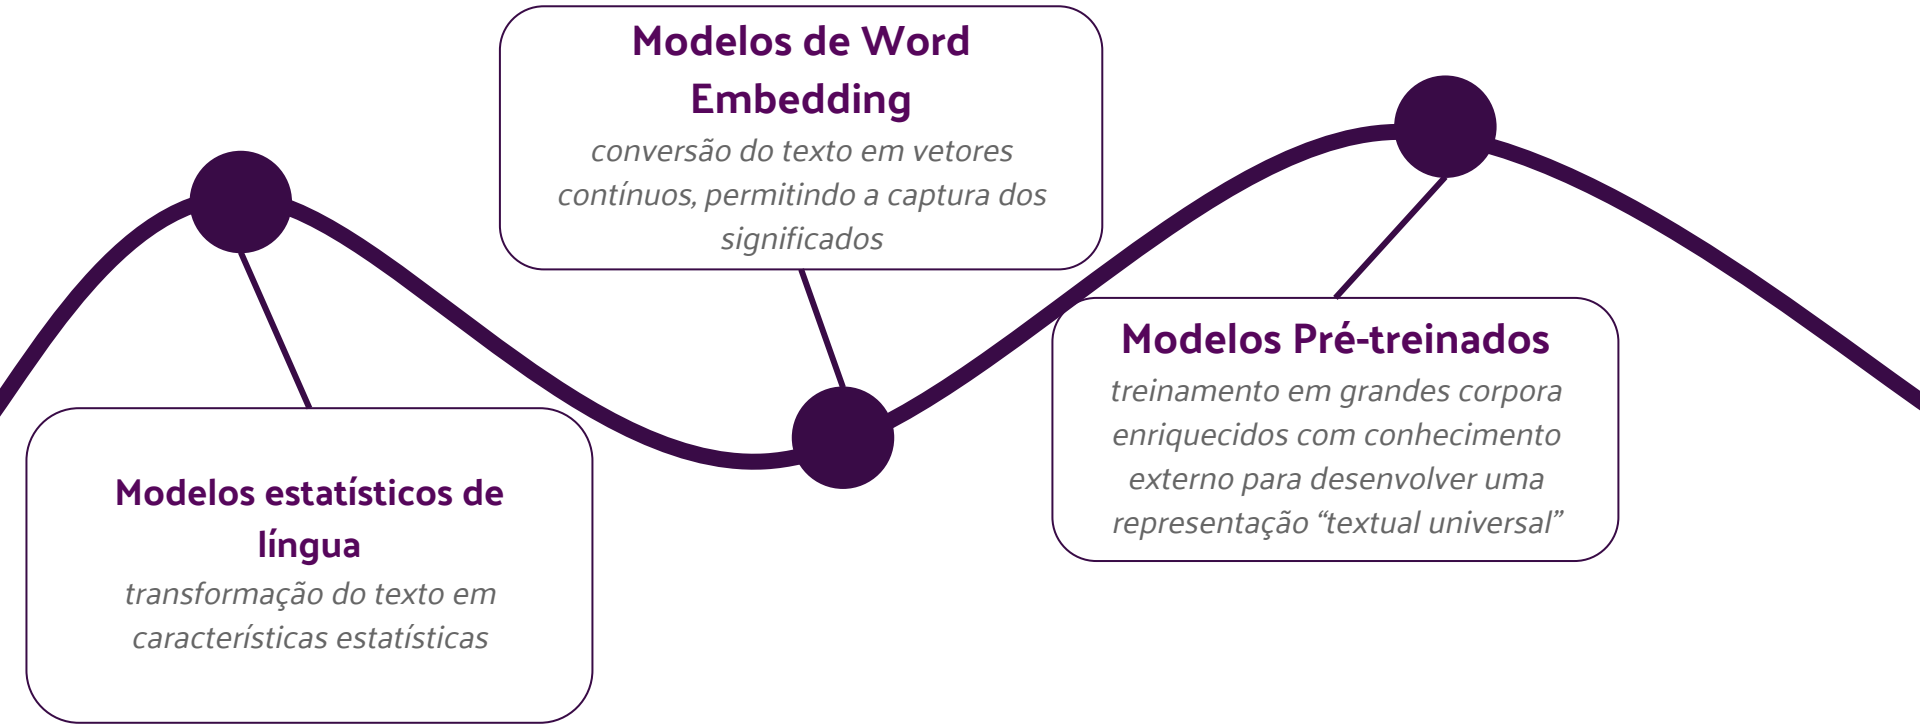 Modelos de Word
Embedding
conversão do texto em vetores
contínuos, permitindo a captura dos
significados
Modelos Pré-treinados
treinamento em grandes corpora
enriquecidos com conhecimento
externo para desenvolver uma
representação “textual universal”
Modelos estatísticos de
língua
transformação do texto em
características estatísticas